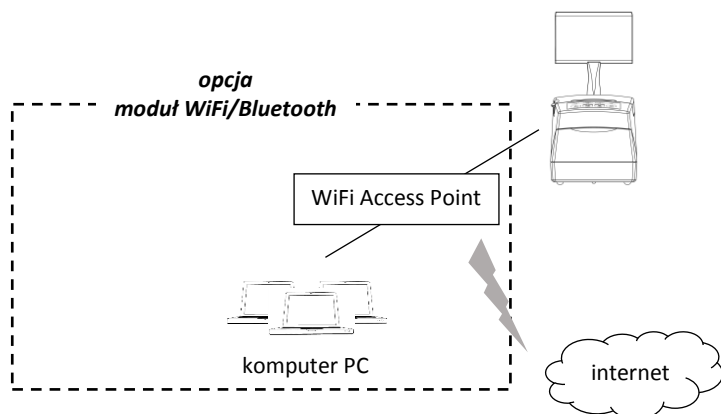 opcja
moduł WiFi/Bluetooth
WiFi Access Point
komputer PC
internet